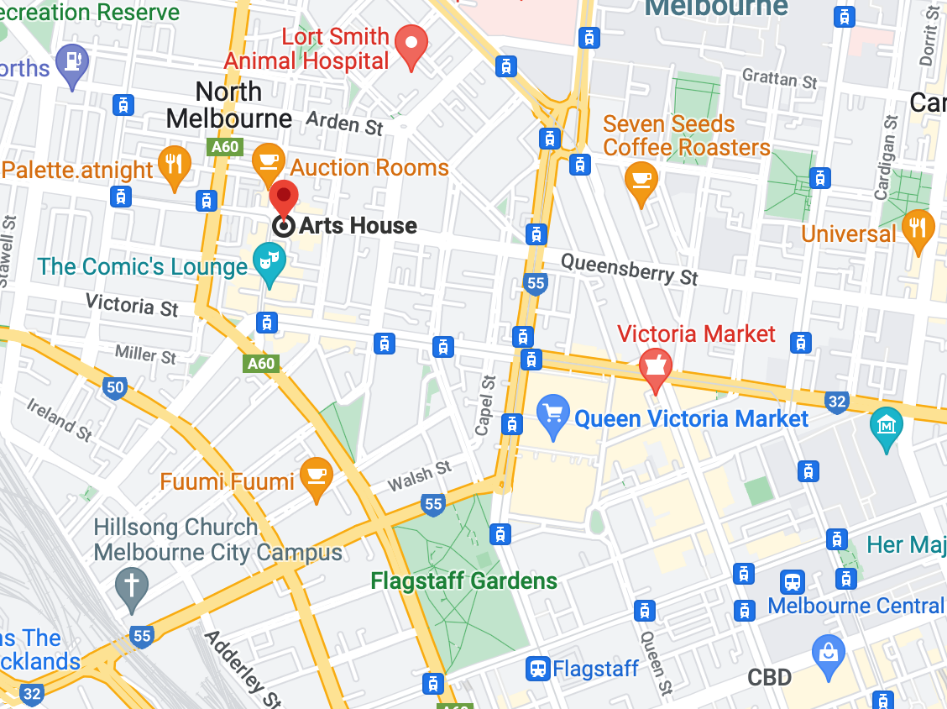 ecreation Reserve
Melbourne
Dorrit St
Lort Smith
Animal Hospital
orths
Grattan St
North
Melbourne
Arden St
Car
Seven Seeds
Coffee Roasters
A60
Cardigan St
Palette.atnight
Auction Rooms
Stawell St
Arts House
Universal
The Comic's Lounge
Queensberry St
55
Victoria St
Victoria Market
Miller St
A60
50
Capel St
32
Ireland St
Queen Victoria Market
Fuumi Fuumi
Walsh St
55
Hillsong Church
Melbourne City Campus
Her Maj
Flagstaff Gardens
Melbourne Central
55
ns The
cklands
Adderley St
Queen St
Flagstaff
CBD
32
A60